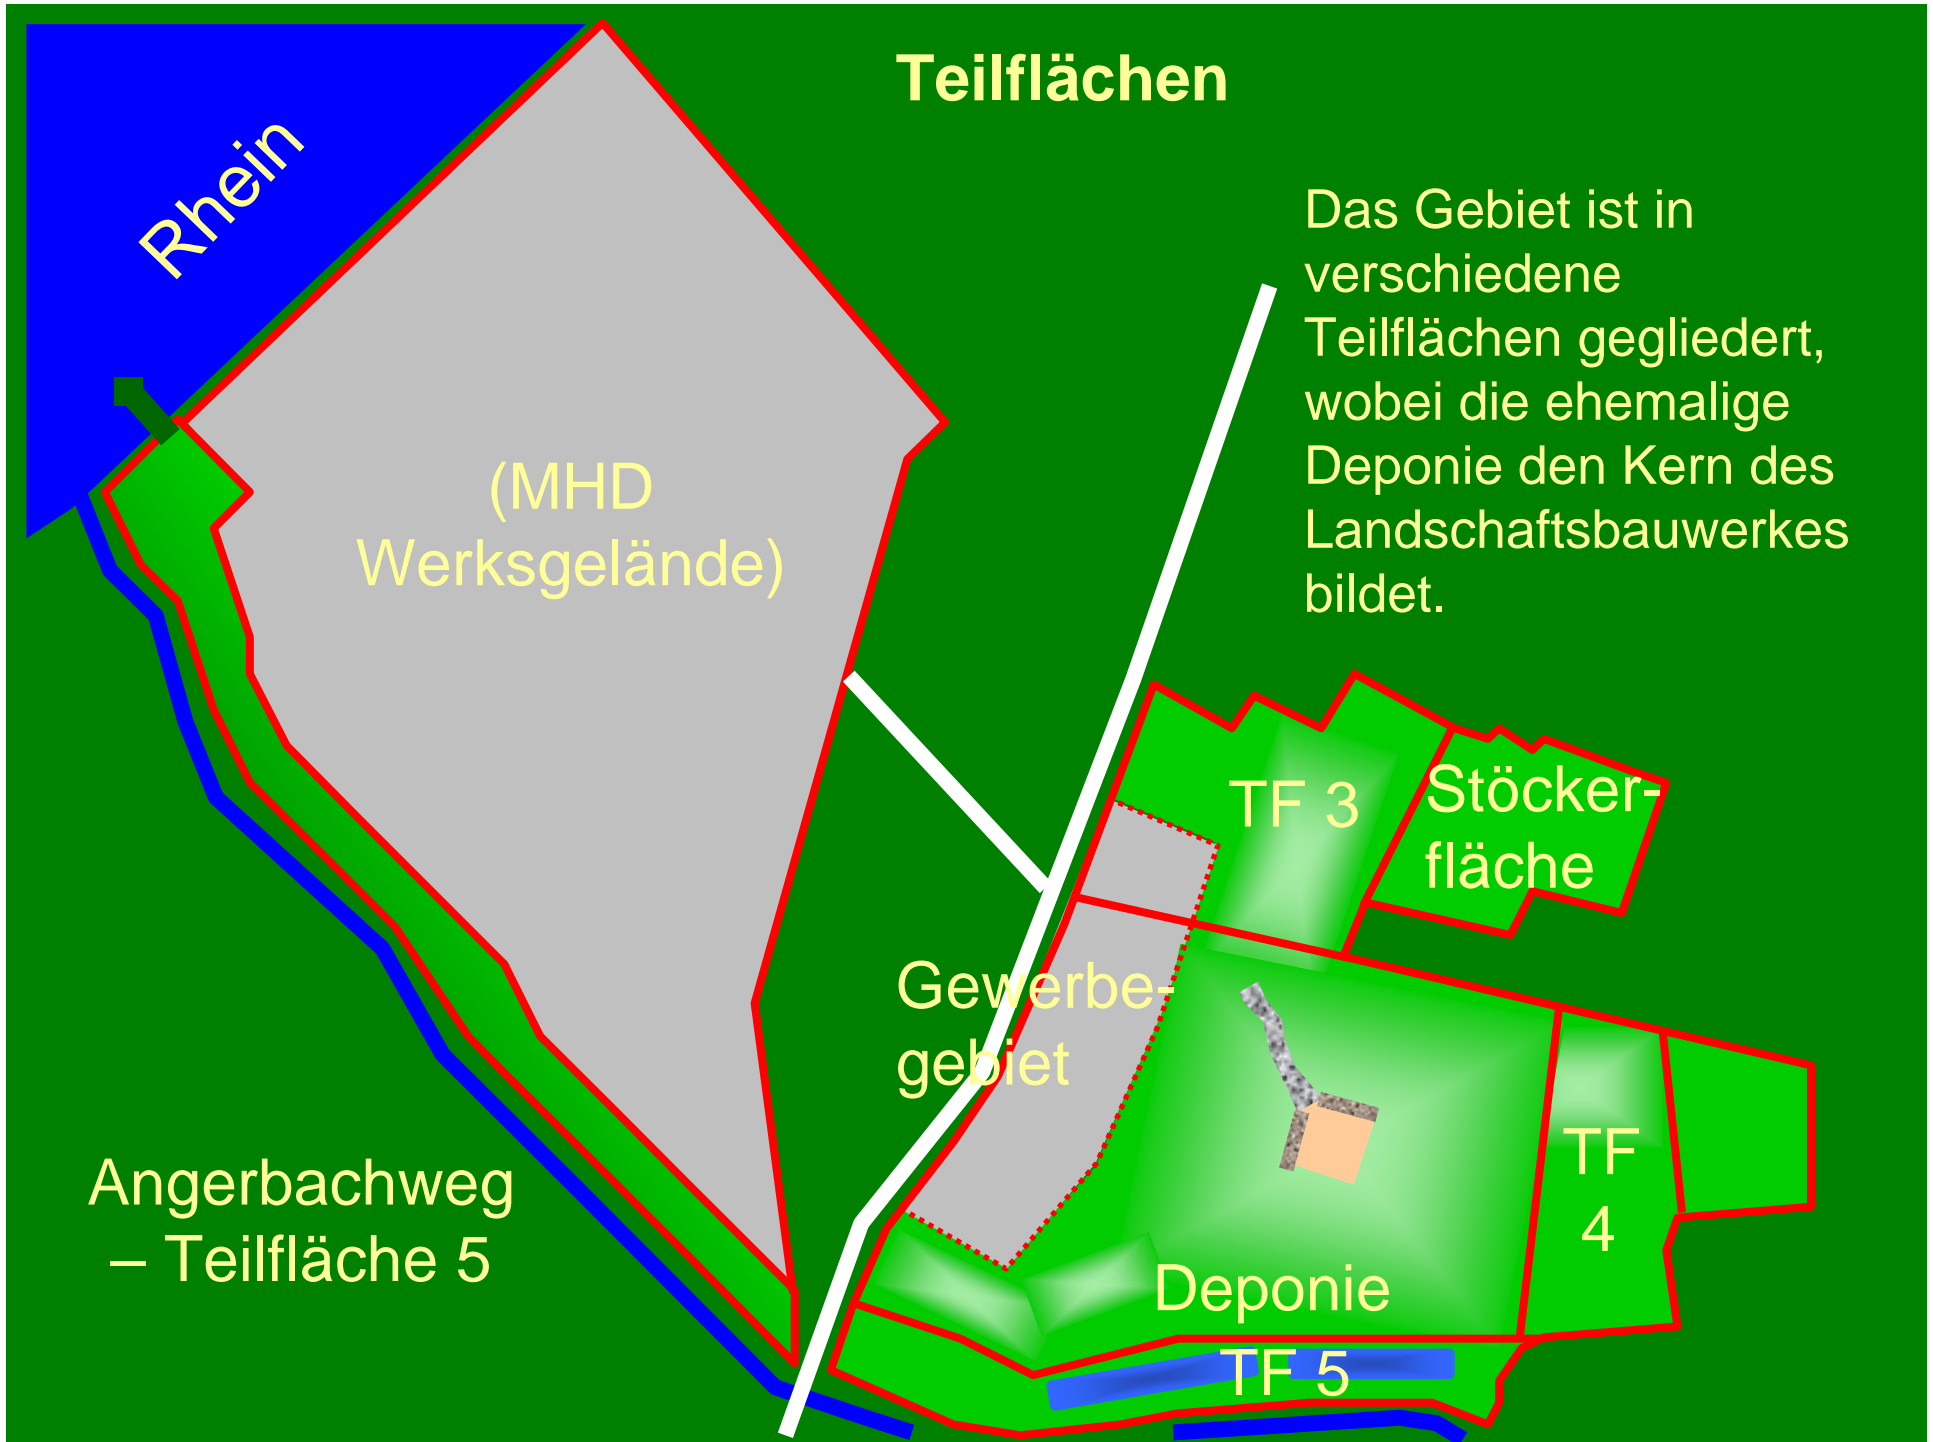 Teilflächen
Rhein
Das Gebiet ist in
verschiedene
Teilflächen gegliedert,
wobei die ehemalige
Deponie den Kern des
Landschaftsbauwerkes
bildet.
(MHD
Werksgelände)
TF 3
Stöcker-
fläche
Gewerbe-
gebiet
TF
4
Angerbachweg
– Teilfläche 5
Deponie
TF 5